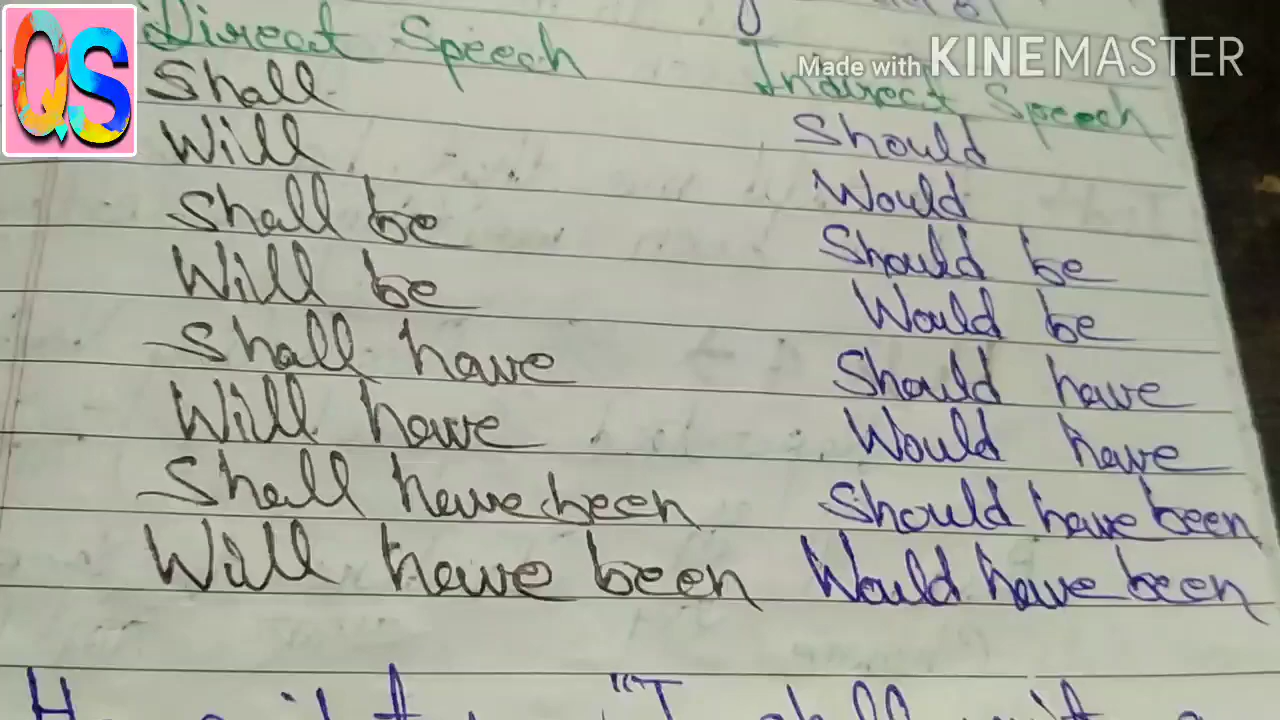 QS
Made with KINEMASTER
Direct Speech Indirect Speech
Shall Should
Will Would
Shall be Should be
Will be Would be
Shall have Should have
Will have Would have
Shall have been Should have been
Will have been Would have been
"I shall